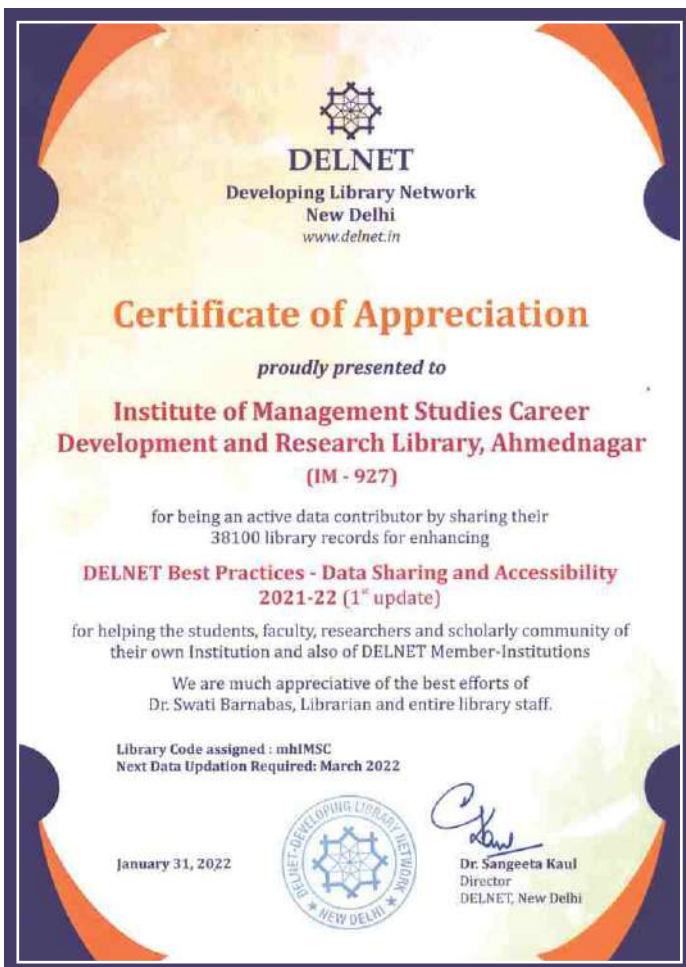 DELNET
Developing Library Network
New Delhi
www.delnet.in
Certificate of Appreciation
proudly presented to
Institute of Management Studies Career
Development and Research Library, Ahmednagar
(IM - 927)
for being an active data contributor by sharing their
38100 library records for enhancing
DELNET Best Practices - Data Sharing and Accessibility
2021-22 (1st update)
for helping the students, faculty, researchers and scholarly community of
their own Institution and also of DELNET Member-Institutions
We are much appreciative of the best efforts of
Dr. Swati Barnabas, Librarian and entire library staff.
Library Code assigned : mhIMSC
Next Data Updation Required: March 2022
January 31, 2022
DELNET-DEVELOPING LIBRARY NETWORK
NEW DELHI
Kaul
Dr. Sangeeta Kaul
Director
DELNET, New Delhi